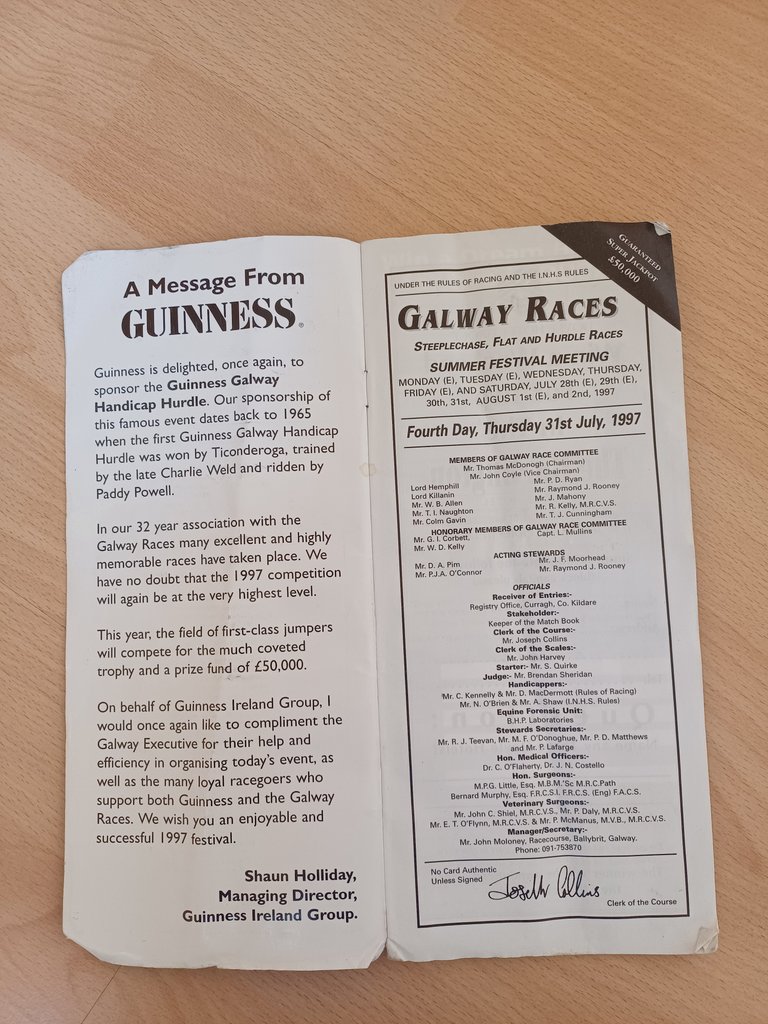 A Message From
GUINNESS®
Guinness is delighted, once again, to
sponsor the Guinness Galway
Handicap Hurdle. Our sponsorship of
this famous event dates back to 1965
when the first Guinness Galway Handicap
Hurdle was won by Ticonderoga, trained
by the late Charlie Weld and ridden by
Paddy Powell.
In our 32 year association with the
Galway Races many excellent and highly
memorable races have taken place. We
have no doubt that the 1997 competition
will again be at the very highest level.
This year, the field of first-class jumpers
will compete for the much coveted
trophy and a prize fund of £50,000.
On behalf of Guinness Ireland Group, I
would once again like to compliment the
Galway Executive for their help and
efficiency in organising today's event, as
well as the many loyal racegoers who
support both Guinness and the Galway
Races. We wish you an enjoyable and
successful 1997 festival.
Shaun Holliday,
Managing Director,
Guinness Ireland Group.
GUARANTEED
SUPER JACKPOT
£50,000
UNDER THE RULES OF RACING AND THE I.N.H.S RULES
GALWAY RACES
STEEPLECHASE, FLAT AND HURDLE RACES
SUMMER FESTIVAL MEETING
MONDAY (E), TUESDAY (E), WEDNESDAY, THURSDAY,
FRIDAY (E), AND SATURDAY, JULY 28th (E), 29th (E),
30th, 31st, AUGUST 1st (E), and 2nd, 1997
Fourth Day, Thursday 31st July, 1997
MEMBERS OF GALWAY RACE COMMITTEE
Mr. Thomas McDonogh (Chairman)
Mr. John Coyle (Vice Chairman)
Lord Hemphill
Lord Killanin
Mr. W. B. Allen
Mr. T. I. Naughton
Mr. Colm Gavin
Mr. P. D. Ryan
Mr. Raymond J. Rooney
Mr. J. Mahony
Mr. R. Kelly, M.R.C.V.S.
Mr. T. J. Cunningham
HONORARY MEMBERS OF GALWAY RACE COMMITTEE
Mr. G. I. Corbett,
Mr. W. D. Kelly
Capt. L. Mullins
ACTING STEWARDS
Mr. D. A. Pim
Mr. P.J.A. O'Connor
Mr. J. F. Moorhead
Mr. Raymond J. Rooney
OFFICIALS
Receiver of Entries:-
Registry Office, Curragh, Co. Kildare
Stakeholder:-
Keeper of the Match Book
Clerk of the Course:-
Mr. Joseph Collins
Clerk of the Scales:-
Mr. John Harvey
Starter:- Mr. S. Quirke
Judge:- Mr. Brendan Sheridan
Handicappers:-
Mr. C. Kennelly & Mr. D. MacDermott (Rules of Racing)
Mr. N. O'Brien & Mr. A. Shaw (I.N.H.S. Rules)
Equine Forensic Unit:
B.H.P. Laboratories
Stewards Secretaries:-
Mr. R. J. Teevan, Mr. M. F. O'Donoghue, Mr. P. D. Matthews
and Mr. P. Lafarge
Hon. Medical Officers:-
Dr. C. O'Flaherty, Dr. J. N. Costello
Hon. Surgeons:-
M.P.G. Little, Esq. M.B.M.'Sc M.R.C.Path
Bernard Murphy, Esq. F.R.C.S.I. F.R.C.S. (Eng) F.A.C.S.
Veterinary Surgeons:-
Mr. John C. Shiel, M.R.C.V.S., Mr. P. Daly, M.R.C.V.S.
Mr. E. T. O'Flynn, M.R.C.V.S. & Mr. P. McManus, M.V.B., M.R.C.V.S.
Manager/Secretary:-
Mr. John Moloney, Racecourse, Ballybrit, Galway.
Phone: 091-753870
No Card Authentic
Unless Signed
Joseph Collins
Clerk of the Course